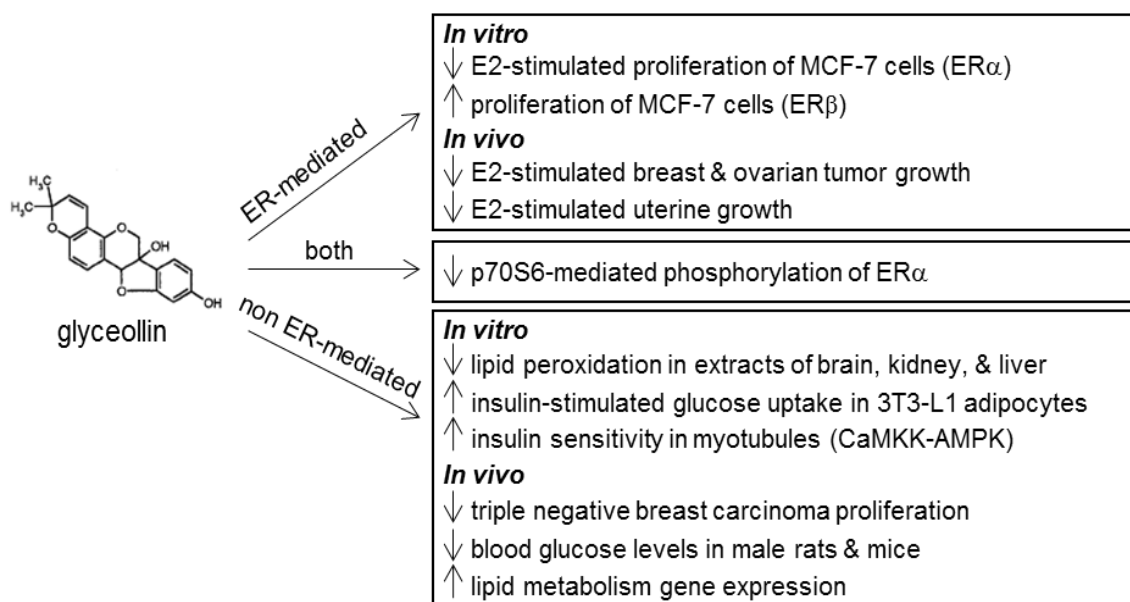 In vitro
↓ E2-stimulated proliferation of MCF-7 cells (ERα)
↑ proliferation of MCF-7 cells (ERβ)
In vivo
↓ E2-stimulated breast & ovarian tumor growth
↓ E2-stimulated uterine growth
ER-mediated
H₃C
H₃C
O
O
OH
O
OH
glyceollin
both
↓ p70S6-mediated phosphorylation of ERα
non ER-mediated
In vitro
↓ lipid peroxidation in extracts of brain, kidney, & liver
↑ insulin-stimulated glucose uptake in 3T3-L1 adipocytes
↑ insulin sensitivity in myotubules (CaMKK-AMPK)
In vivo
↓ triple negative breast carcinoma proliferation
↓ blood glucose levels in male rats & mice
↑ lipid metabolism gene expression